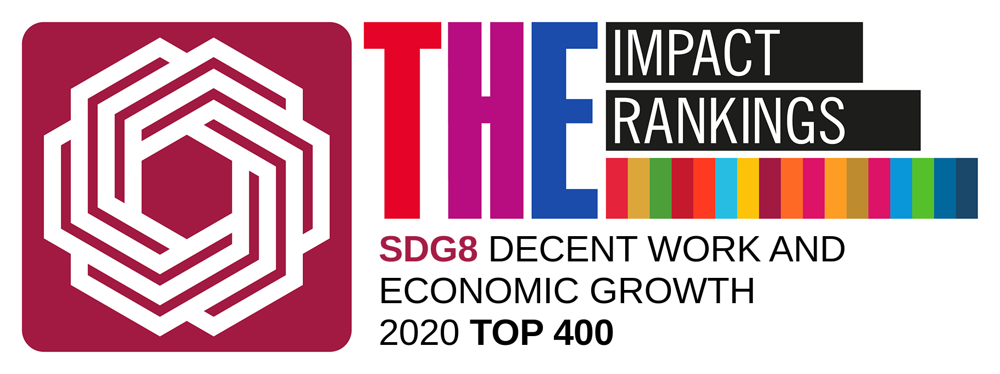 THE IMPACT
RANKINGS
SDG8 DECENT WORK AND
ECONOMIC GROWTH
2020 TOP 400